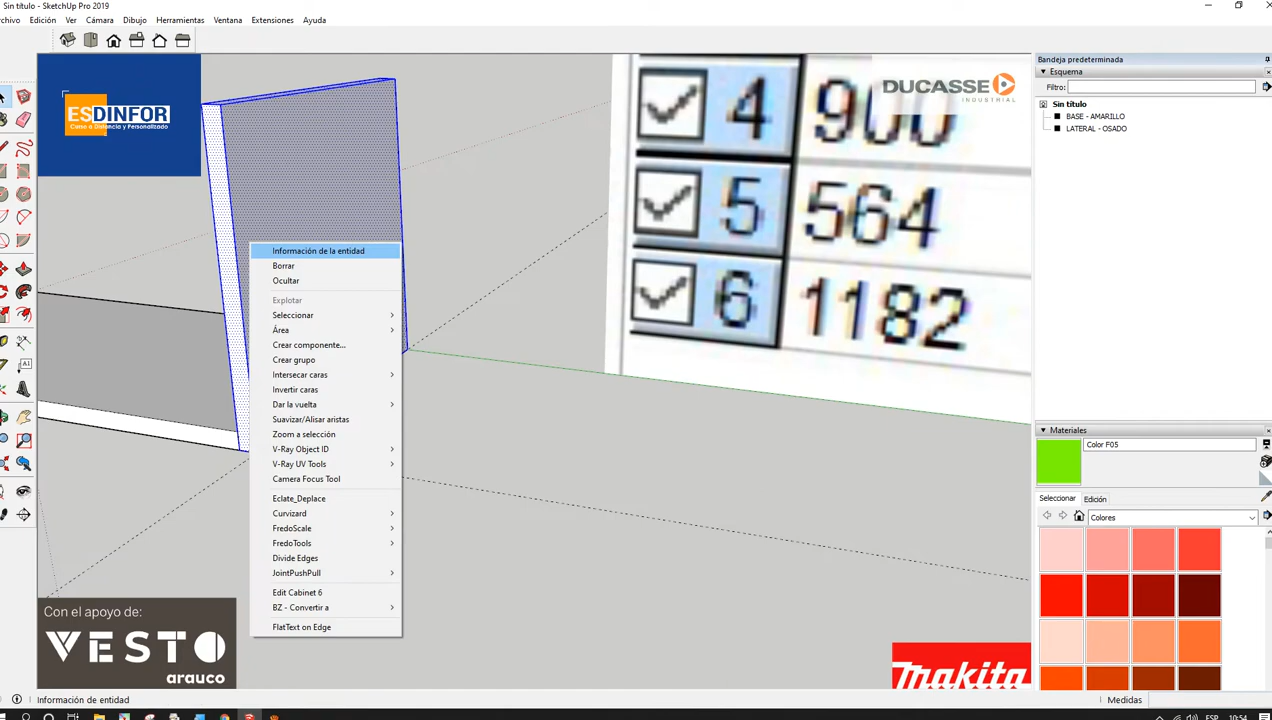 Sin título - SketchUp Pro 2019
rchivo Edición Ver Cámara Dibujo Herramientas Ventana Extensiones Ayuda
ESDINFOR
Curso a Distancia y Personalizado
DUCASSE
INDUSTRIAL
4 900
5 564
6 1182
Información de la entidad
Borrar
Ocultar
Explotar
Seleccionar
Área
Crear componente...
Crear grupo
Intersecar caras
Invertir caras
Dar la vuelta
Suavizar/Alisar aristas
Zoom a selección
V-Ray Object ID
V-Ray UV Tools
Camera Focus Tool
Eclate_Deplace
Curvizard
FredoScale
FredoTools
Divide Edges
JointPushPull
Edit Cabinet 6
BZ - Convertir a
FlatText on Edge
Con el apoyo de:
VESTO
arauco
makita
Bandeja predeterminada
Esquema
Filtro:
Sin título
BASE - AMARILLO
LATERAL - OSADO
Materiales
Color F05
Seleccionar Edición
Colores
Información de entidad
Medidas
ESP 10:54